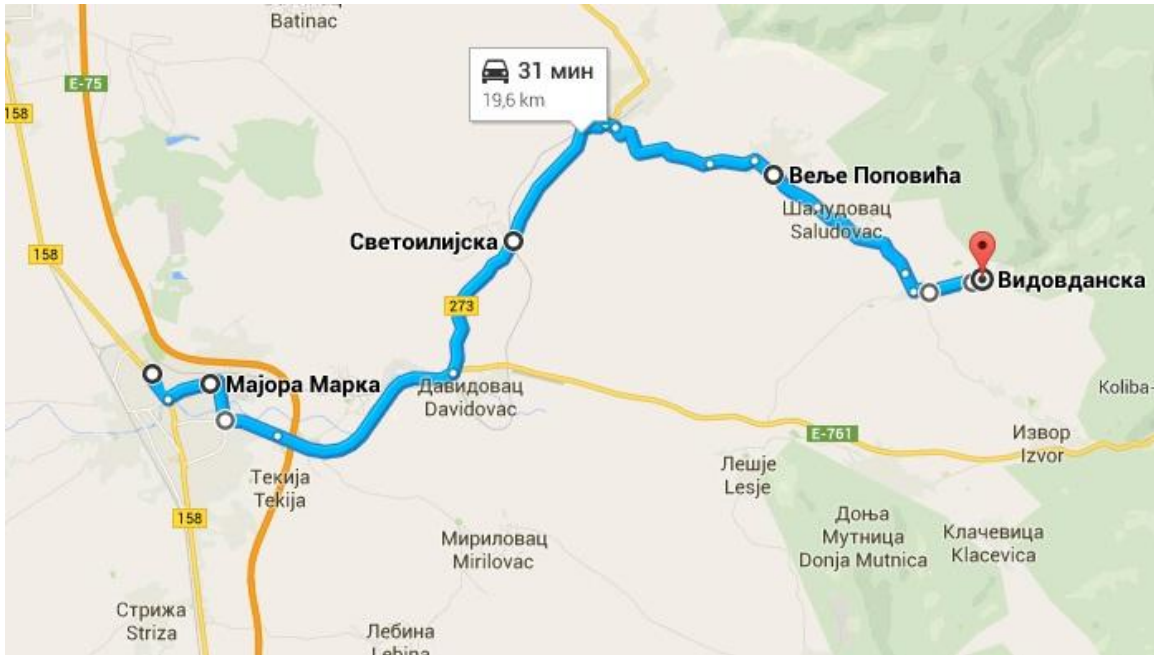 Batinac
E-75
158
31 мин
19,6 km
Веље Поповића
Шалудовац
Saludovac
Светоилијска
158
Видовданска
273
Мајора Марка
Давидовац
Davidovac
Koliba-
E-761
Извор
Izvor
Лешје
Lesje
Текија
Tekija
158
Доња
Мутница
Donja Mutnica
Клачевица
Klacevica
Мириловац
Mirilovac
Стрижа
Striza
Лебина
Lebina